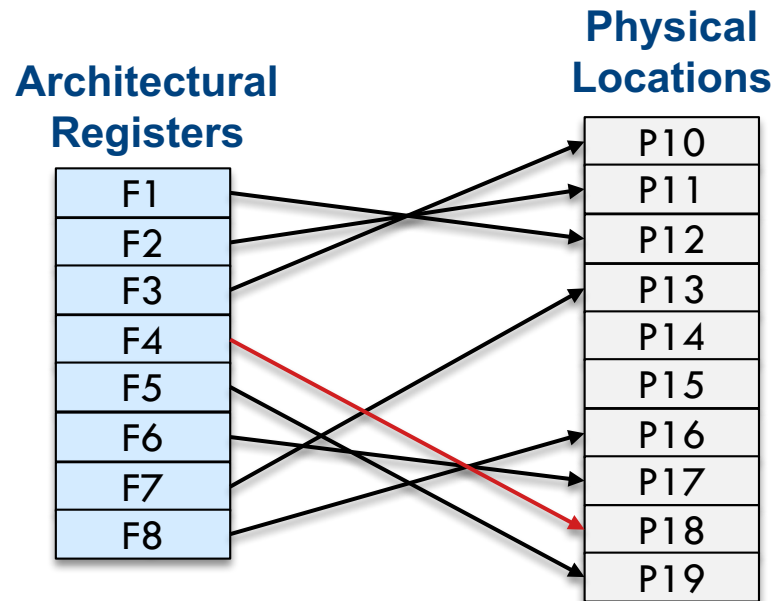 Architectural
Registers
F1
F2
F3
F4
F5
F6
F7
F8
Physical
Locations
P10
P11
P12
P13
P14
P15
P16
P17
P18
P19